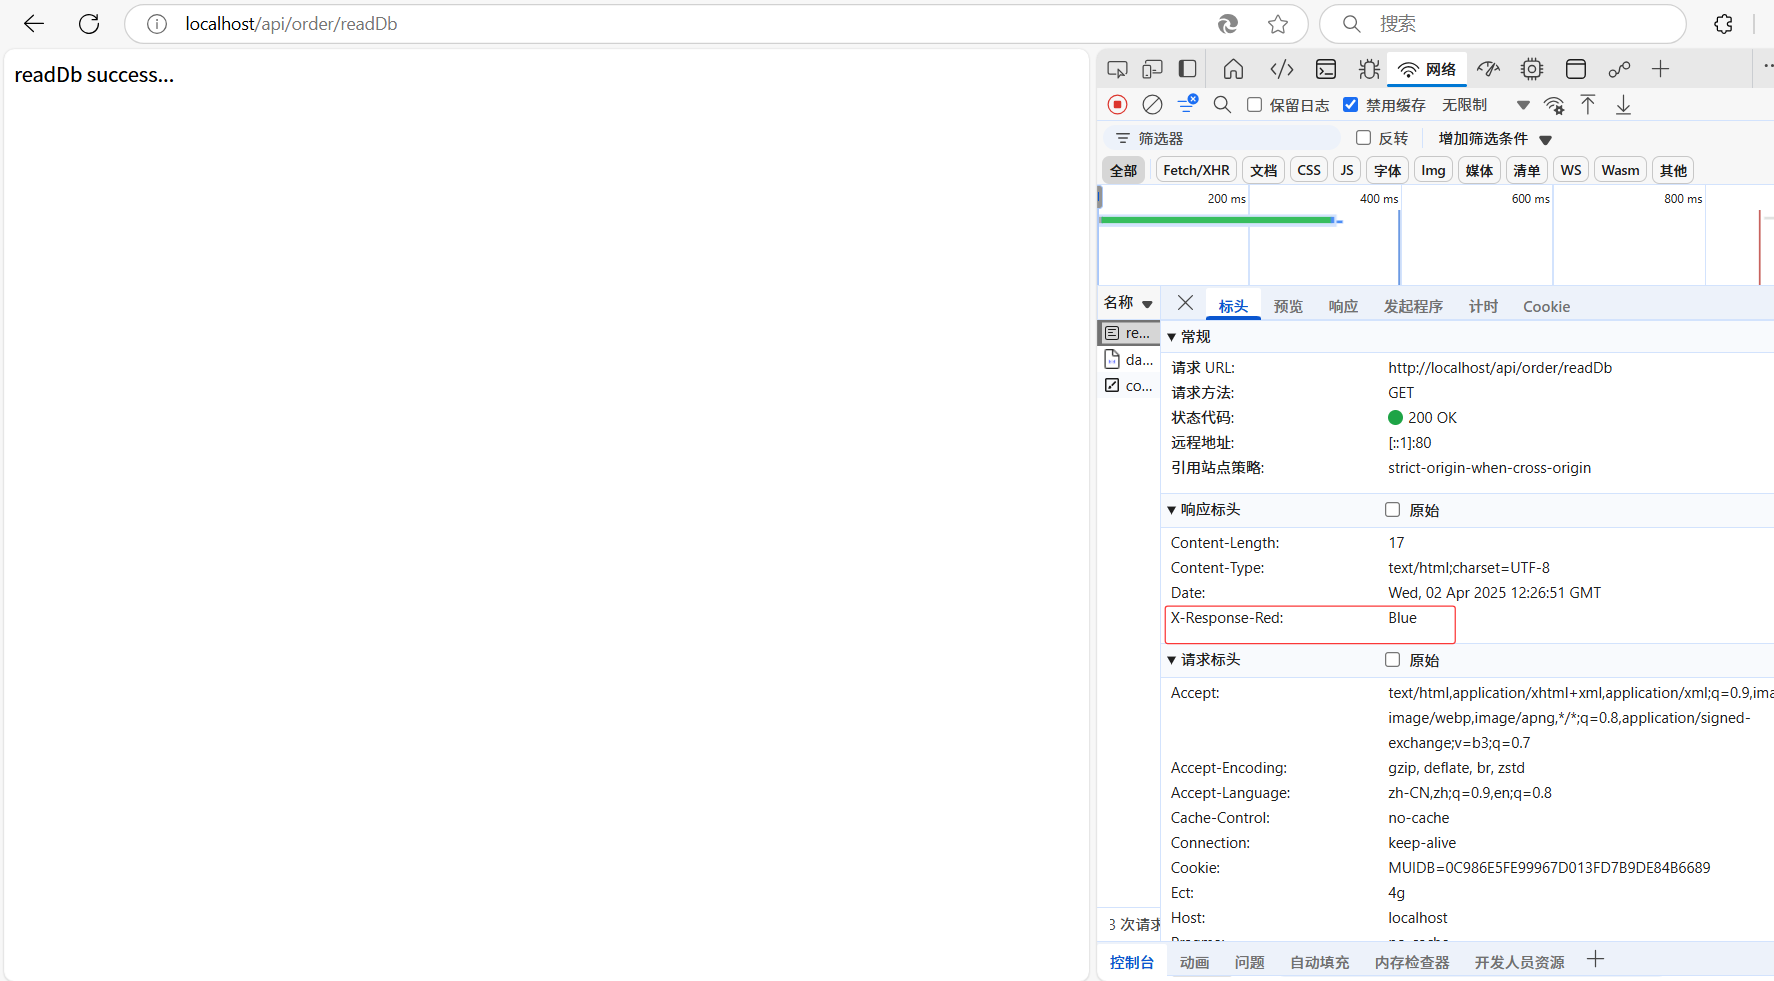 localhost/api/order/readDb
搜索
readDb success...
网络
保留日志
禁用缓存
无限制
筛选器
反转
增加筛选条件
全部
Fetch/XHR
文档
CSS
JS
字体
Img
媒体
清单
WS
Wasm
其他
200 ms
400 ms
600 ms
800 ms
名称
标头
预览
响应
发起程序
计时
Cookie
re...
da...
co...
常规
请求 URL: http://localhost/api/order/readDb
请求方法: GET
状态代码: 200 OK
远程地址: [::1]:80
引用站点策略: strict-origin-when-cross-origin
响应标头
原始
Content-Length: 17
Content-Type: text/html;charset=UTF-8
Date: Wed, 02 Apr 2025 12:26:51 GMT
X-Response-Red: Blue
请求标头
原始
Accept: text/html,application/xhtml+xml,application/xml;q=0.9,ima
image/webp,image/apng,*/*;q=0.8,application/signed-
exchange;v=b3;q=0.7
Accept-Encoding: gzip, deflate, br, zstd
Accept-Language: zh-CN,zh;q=0.9,en;q=0.8
Cache-Control: no-cache
Connection: keep-alive
Cookie: MUIDB=0C986E5FE99967D013FD7B9DE84B6689
Ect: 4g
Host: localhost
Pragma: no-cache
3 次请求
控制台
动画
问题
自动填充
内存检查器
开发人员资源